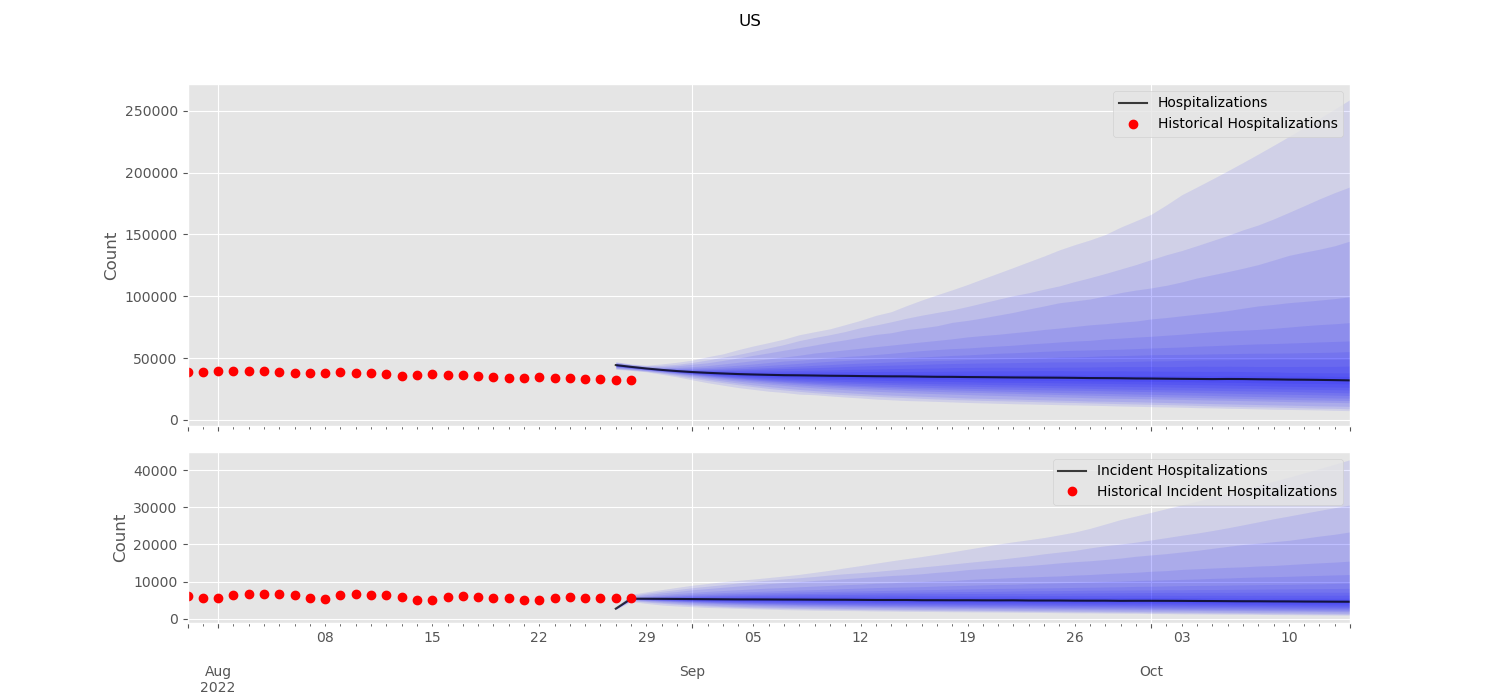 US
250000
200000
150000
100000
50000
0
Count
Hospitalizations
Historical Hospitalizations
40000
30000
20000
10000
0
Count
Incident Hospitalizations
Historical Incident Hospitalizations
08 15 22 29 05 12 19 26 03 10
Aug Sep Oct
2022